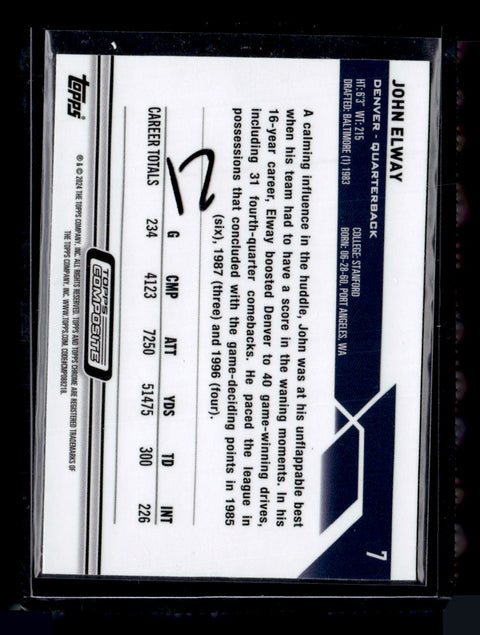 JOHN ELWAY
7
DENVER - QUARTERBACK
HT: 6'3" WT: 215
COLLEGE: STANFORD
DRAFTED: BALTIMORE (1) 1983
BORN: 06-28-60, PORT ANGELES, WA
A calming influence in the huddle, John was at his unflappable best
when his team had to have a score in the waning moments. In his
16-year career, Elway boosted Denver to 40 game-winning drives,
including 31 fourth-quarter comebacks. He paced the league in
possessions that concluded with the game-deciding points in 1985
(six), 1987 (three) and 1996 (four).
G CMP ATT YDS TD INT
CAREER TOTALS 234 4123 7250 51475 300 226
TOPPS
COMPOSITE
topps
® & © 2024 THE TOPPS COMPANY, INC. ALL RIGHTS RESERVED. TOPPS AND TOPPS CHROME ARE REGISTERED TRADEMARKS OF
THE TOPPS COMPANY, INC. WWW.TOPPS.COM.